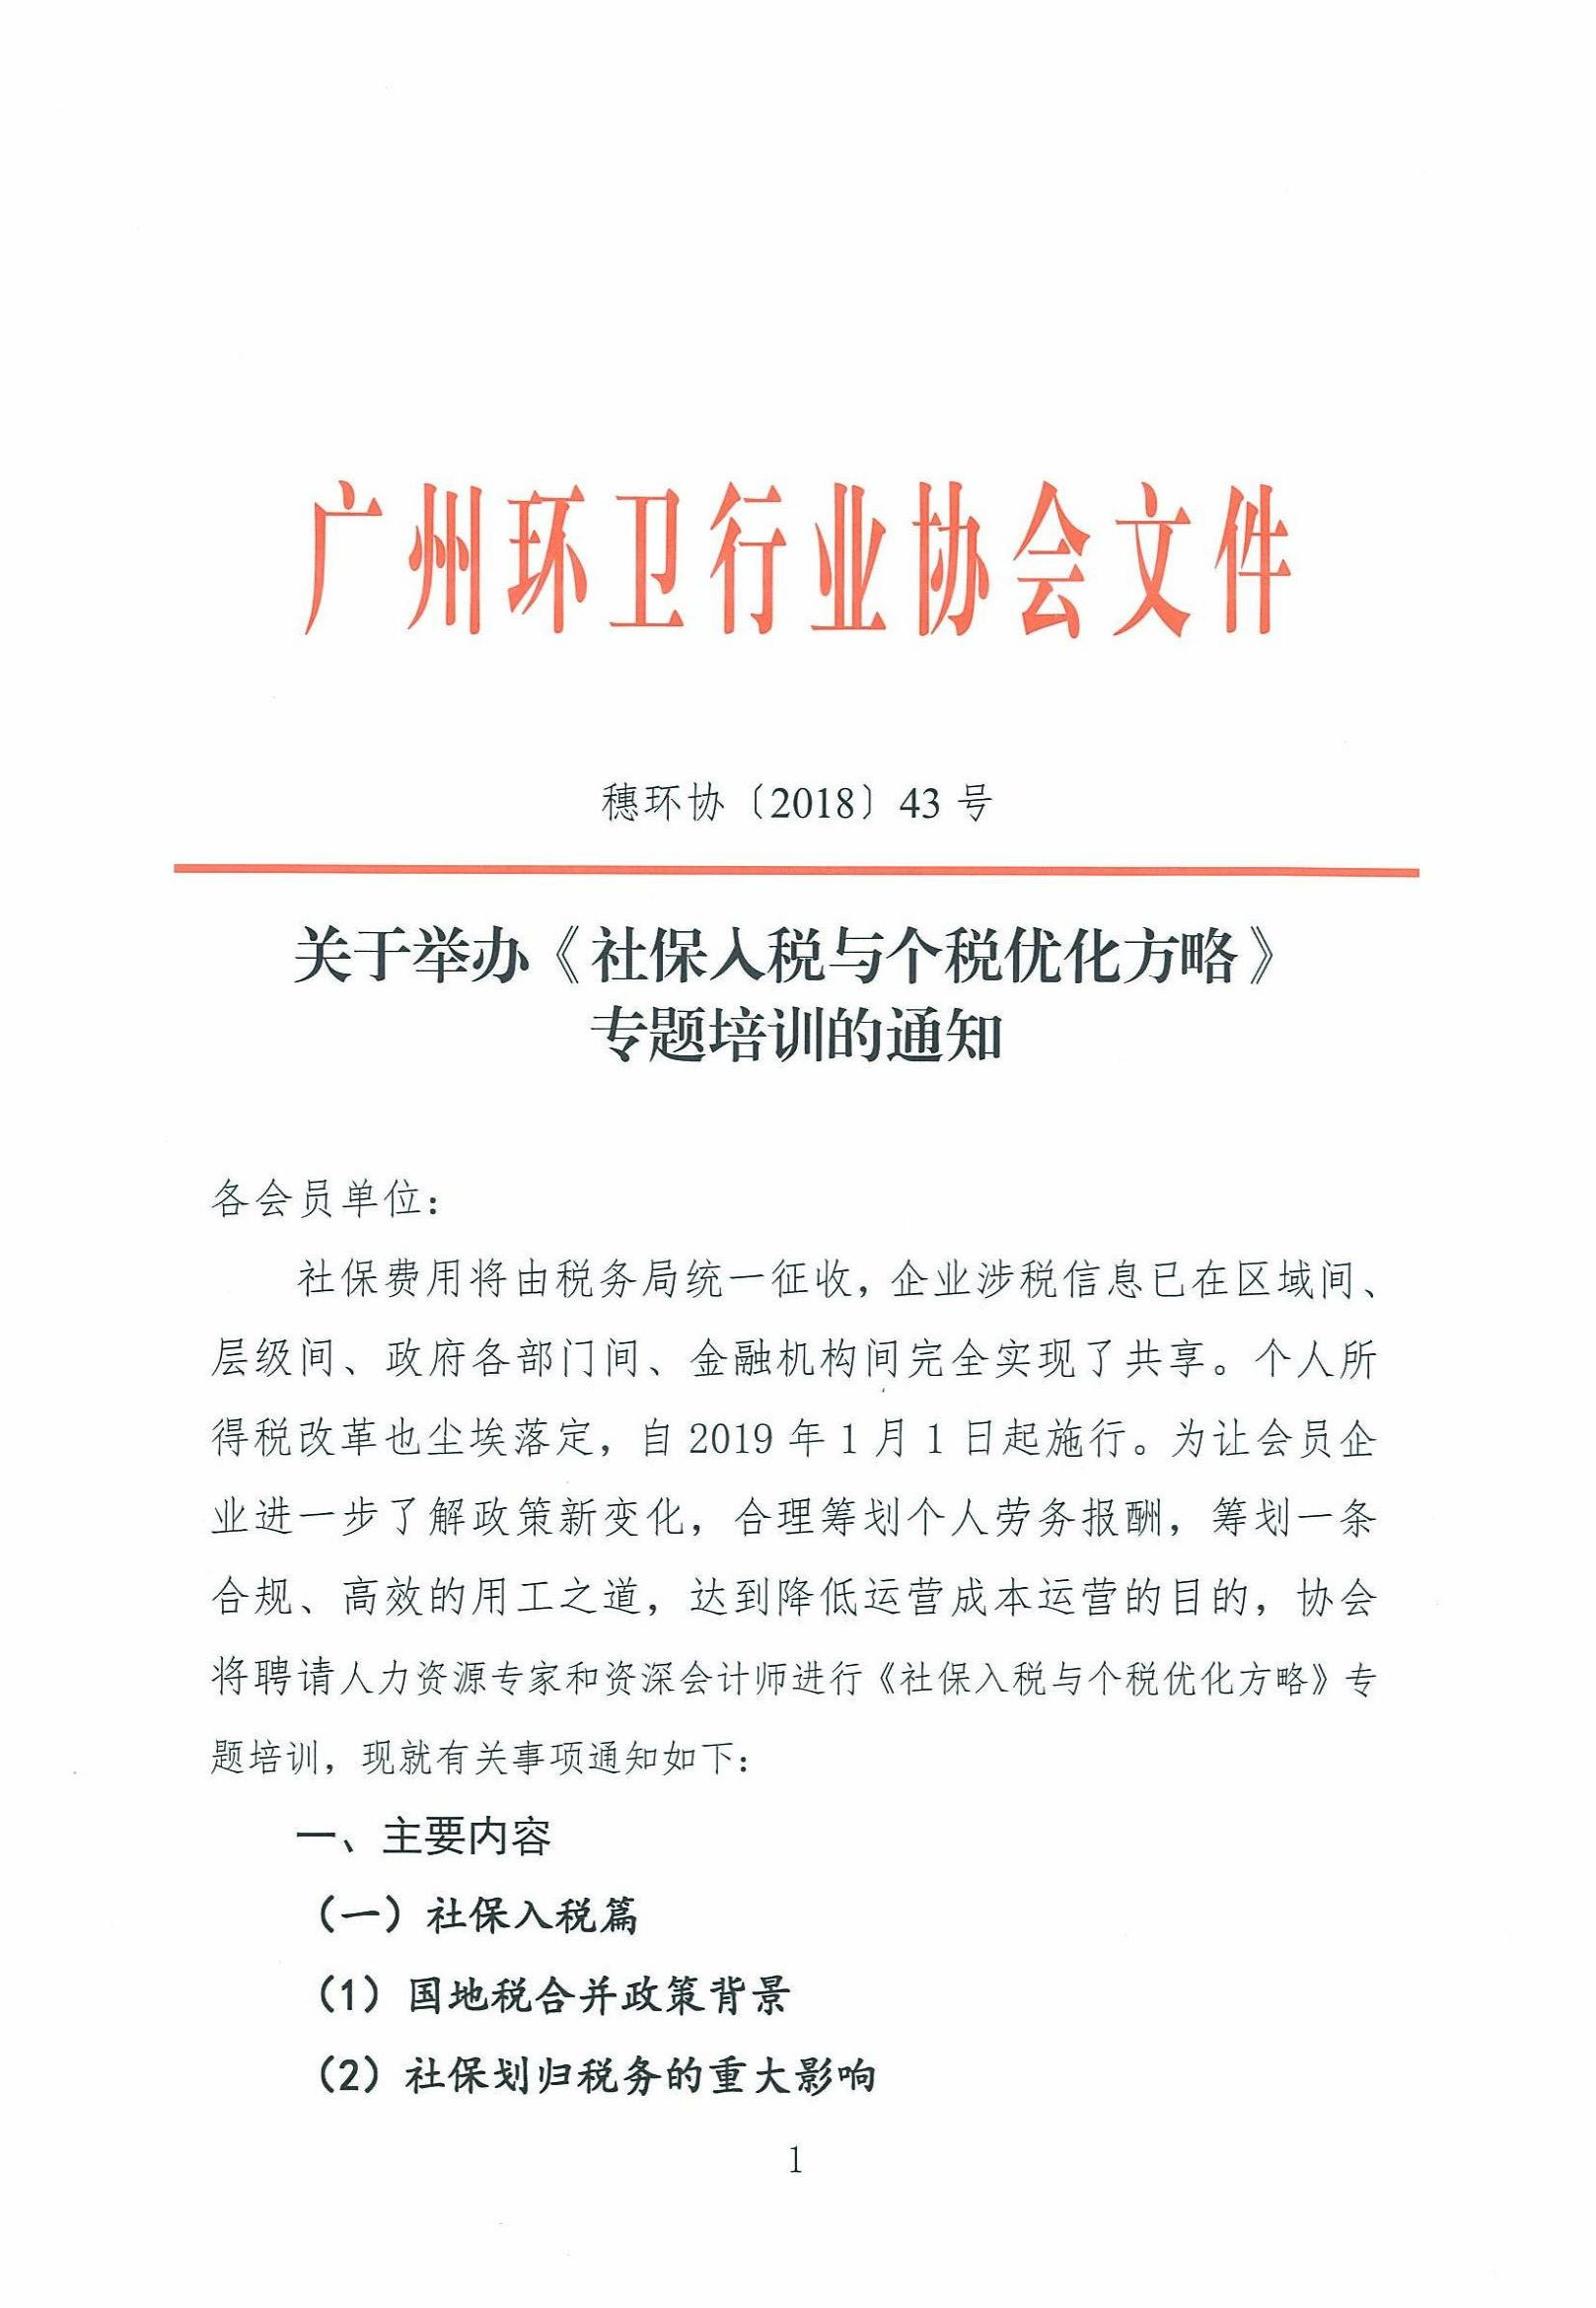 广州环卫行业协会文件
穗环协〔2018〕43 号
关于举办《社保入税与个税优化方略》
专题培训的通知
各会员单位：
社保费用将由税务局统一征收，企业涉税信息已在区域间、
层级间、政府各部门间、金融机构间完全实现了共享。个人所
得税改革也尘埃落定，自 2019 年 1 月 1 日起施行。为让会员企
业进一步了解政策新变化，合理筹划个人劳务报酬，筹划一条
合规、高效的用工之道，达到降低运营成本运营的目的，协会
将聘请人力资源专家和资深会计师进行《社保入税与个税优化方略》专
题培训，现就有关事项通知如下：
一、主要内容
（一）社保入税篇
（1）国地税合并政策背景
（2）社保划归税务的重大影响
1